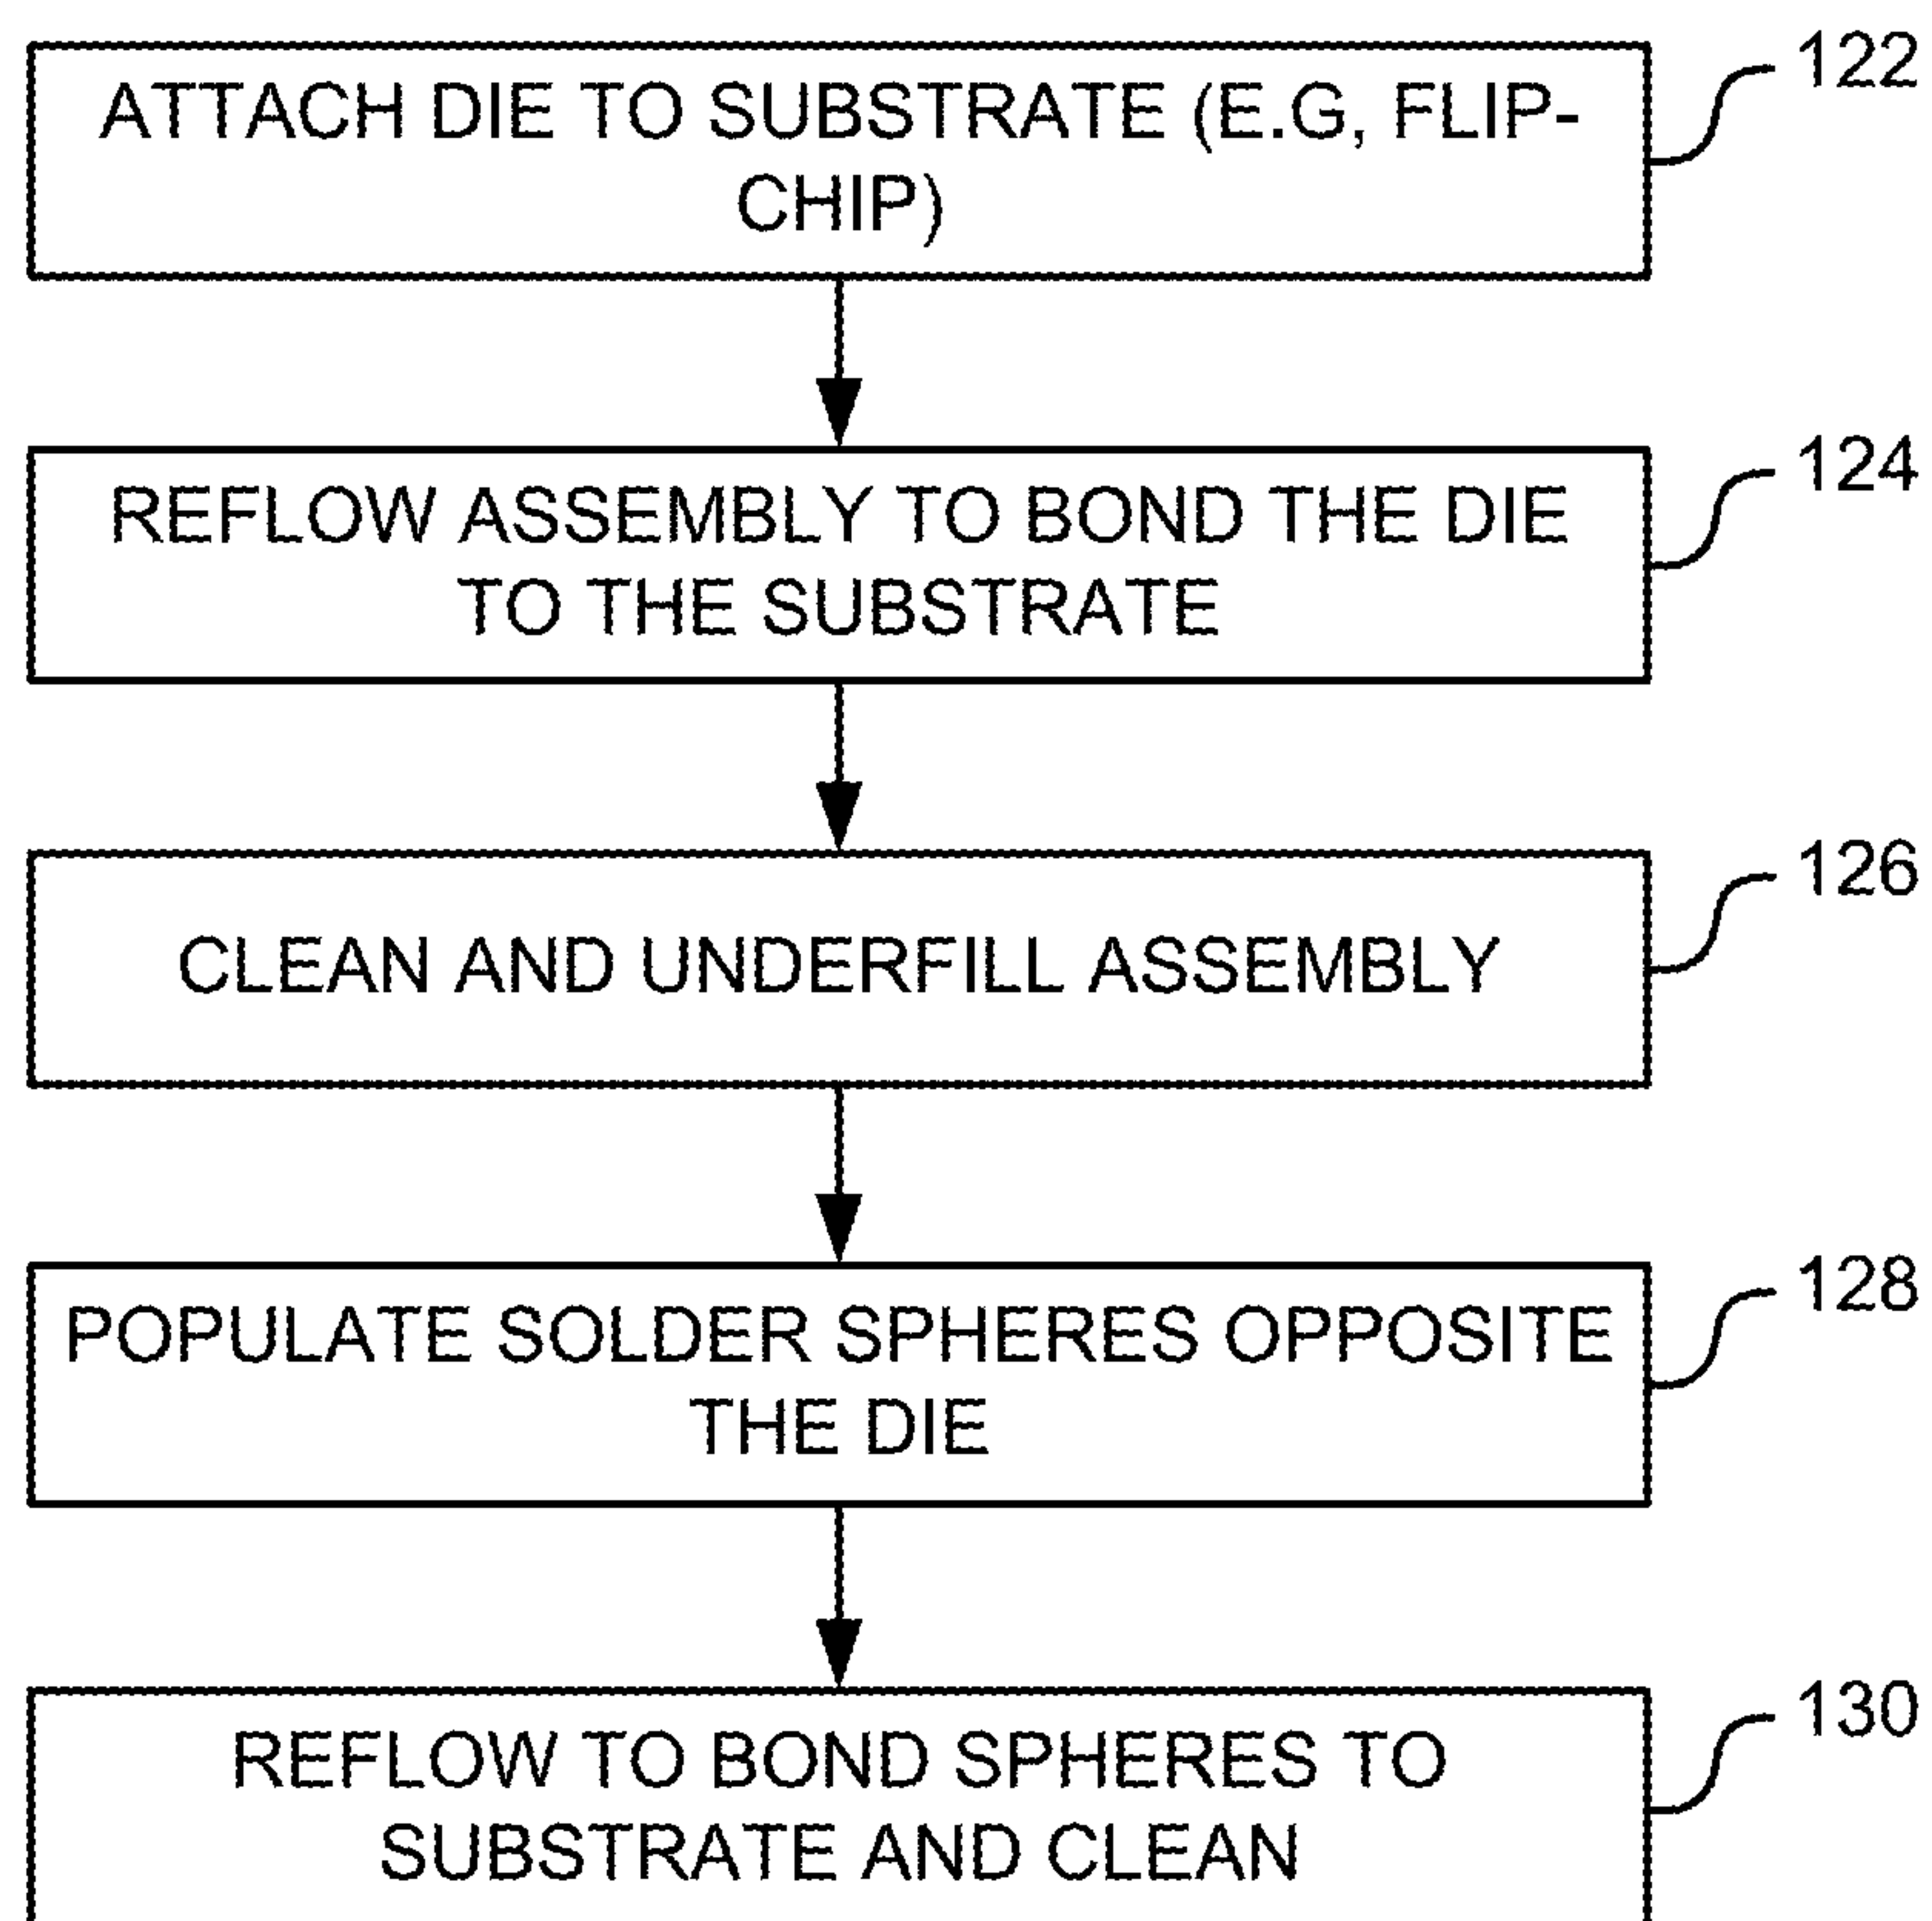 122
ATTACH DIE TO SUBSTRATE (E.G, FLIP-
CHIP)
124
REFLOW ASSEMBLY TO BOND THE DIE
TO THE SUBSTRATE
126
CLEAN AND UNDERFILL ASSEMBLY
128
POPULATE SOLDER SPHERES OPPOSITE
THE DIE
130
REFLOW TO BOND SPHERES TO
SUBSTRATE AND CLEAN